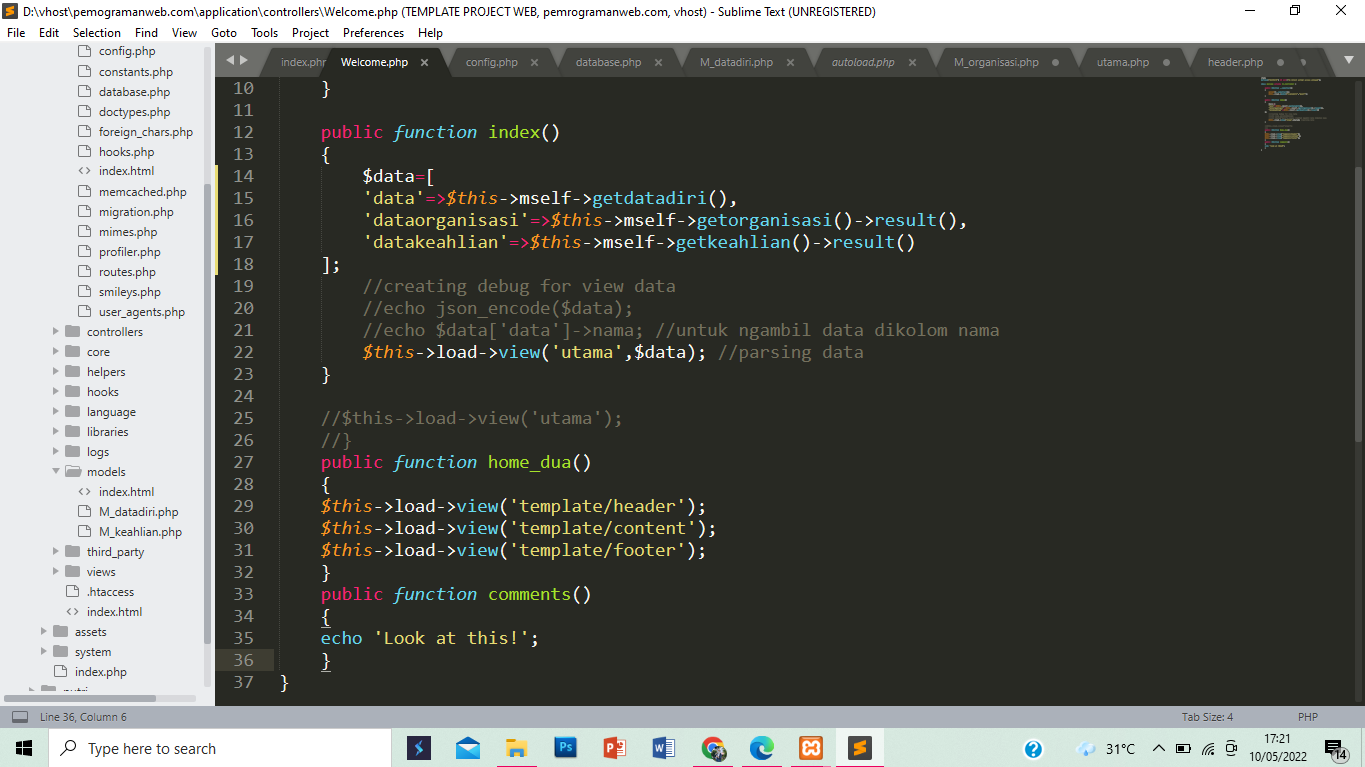 D:\vhost\pemogramanweb.com\application\controllers\Welcome.php (TEMPLATE PROJECT WEB, pemrogramanweb.com, vhost) - Sublime Text (UNREGISTERED)
File Edit Selection Find View Goto Tools Project Preferences Help
config.php
constants.php
database.php
doctypes.php
foreign_chars.php
hooks.php
index.html
memcached.php
migration.php
mimes.php
profiler.php
routes.php
smileys.php
user_agents.php
controllers
core
helpers
hooks
language
libraries
logs
models
index.html
M_datadiri.php
M_keahlian.php
third_party
views
.htaccess
index.html
assets
system
index.php
index.php Welcome.php config.php database.php M_datadiri.php autoload.php M_organisasi.php utama.php header.php
10 }
11
12 public function index()
13 {
14 $data=[
15 'data'=>$this->mself->getdatadiri(),
16 'dataorganisasi'=>$this->mself->getorganisasi()->result(),
17 'datakeahlian'=>$this->mself->getkeahlian()->result()
18 ];
19 //creating debug for view data
20 //echo json_encode($data);
21 //echo $data['data']->nama; //untuk ngambil data dikolom nama
22 $this->load->view('utama',$data); //parsing data
23 }
24
25 //$this->load->view('utama');
26 //}
27 public function home_dua()
28 {
29 $this->load->view('template/header');
30 $this->load->view('template/content');
31 $this->load->view('template/footer');
32 }
33 public function comments()
34 {
35 echo 'Look at this!';
36 }
37 }
Line 36, Column 6 Tab Size: 4 PHP
Type here to search
31°C
17:21
10/05/2022
14